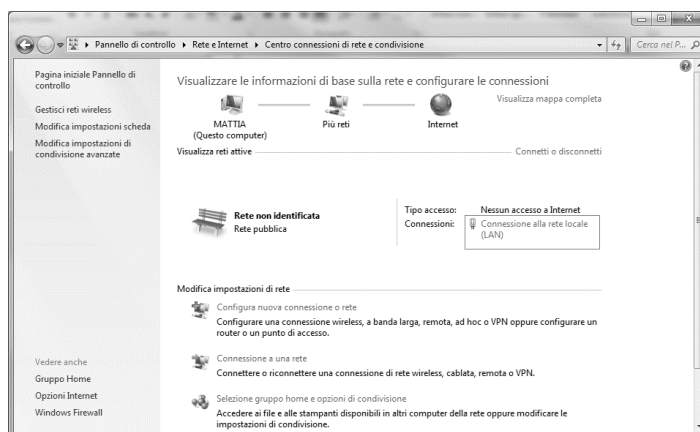 Pannello di controllo ▸ Rete e Internet ▸ Centro connessioni di rete e condivisione
Cerca nel P...
Pagina iniziale Pannello di
controllo
Gestisci reti wireless
Modifica impostazioni scheda
Modifica impostazioni di
condivisione avanzate
Vedere anche
Gruppo Home
Opzioni Internet
Windows Firewall
Visualizzare le informazioni di base sulla rete e configurare le connessioni
Visualizza mappa completa
MATTIA
(Questo computer)
Più reti
Internet
Visualizza reti attive
Connetti o disconnetti
Rete non identificata
Rete pubblica
Tipo accesso: Nessun accesso a Internet
Connessioni: Connessione alla rete locale
(LAN)
Modifica impostazioni di rete
Configura nuova connessione o rete
Configurare una connessione wireless, a banda larga, remota, ad hoc o VPN oppure configurare un
router o un punto di accesso.
Connessione a una rete
Connettere o riconnettere una connessione di rete wireless, cablata, remota o VPN.
Selezione gruppo home e opzioni di condivisione
Accedere ai file e alle stampanti disponibili in altri computer della rete oppure modificare le
impostazioni di condivisione.